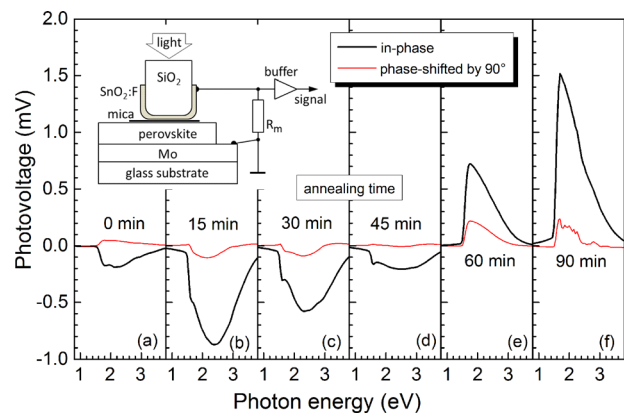 light
SiO2
SnO2:F
mica
perovskite
Mo
glass substrate
buffer
signal
Rm
in-phase
phase-shifted by 90°
annealing time
0 min
15 min
30 min
45 min
60 min
90 min
(a)
(b)
(c)
(d)
(e)
(f)
Photovoltage (mV)
1.5
1.0
0.5
0.0
-0.5
-1.0
1 2 3 1 2 3 1 2 3 1 2 3 1 2 3 1 2 3
Photon energy (eV)